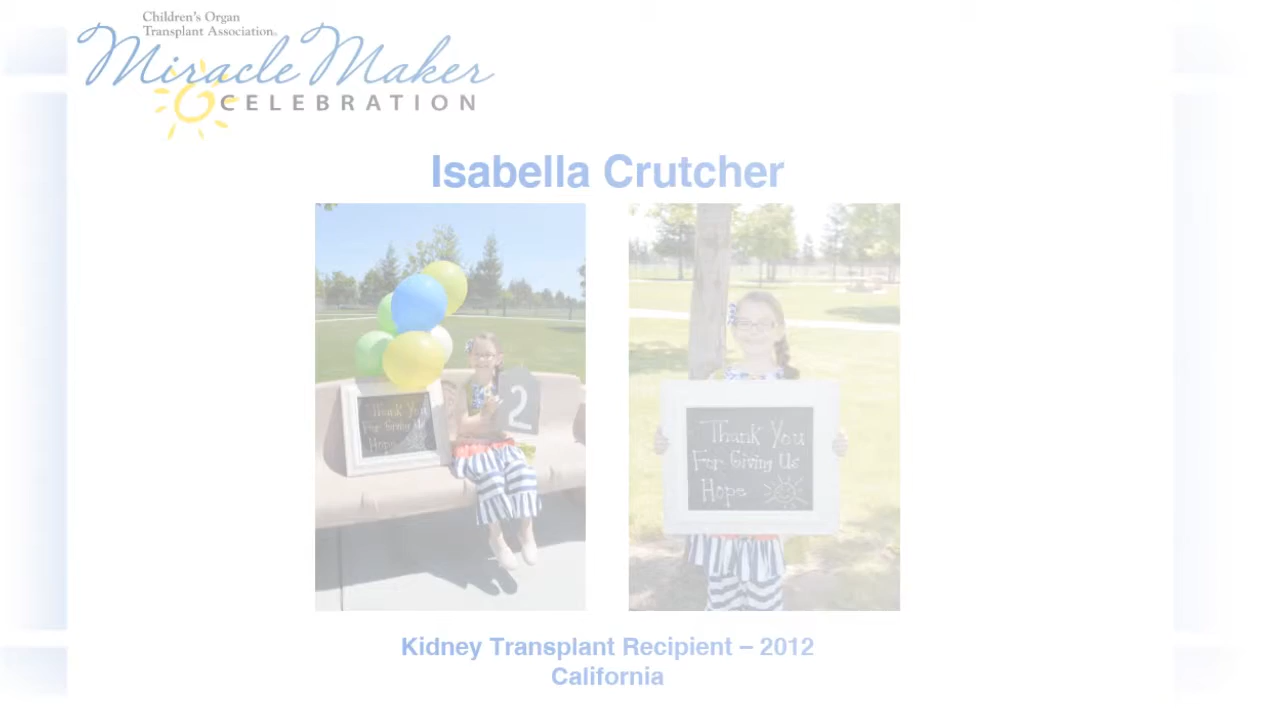 Children's Organ
Transplant Association®
Miracle Maker
CELEBRATION
Isabella Crutcher
Thank You
For Giving Us
Hope
2
Thank You
For Giving Us
Hope
Kidney Transplant Recipient – 2012
California